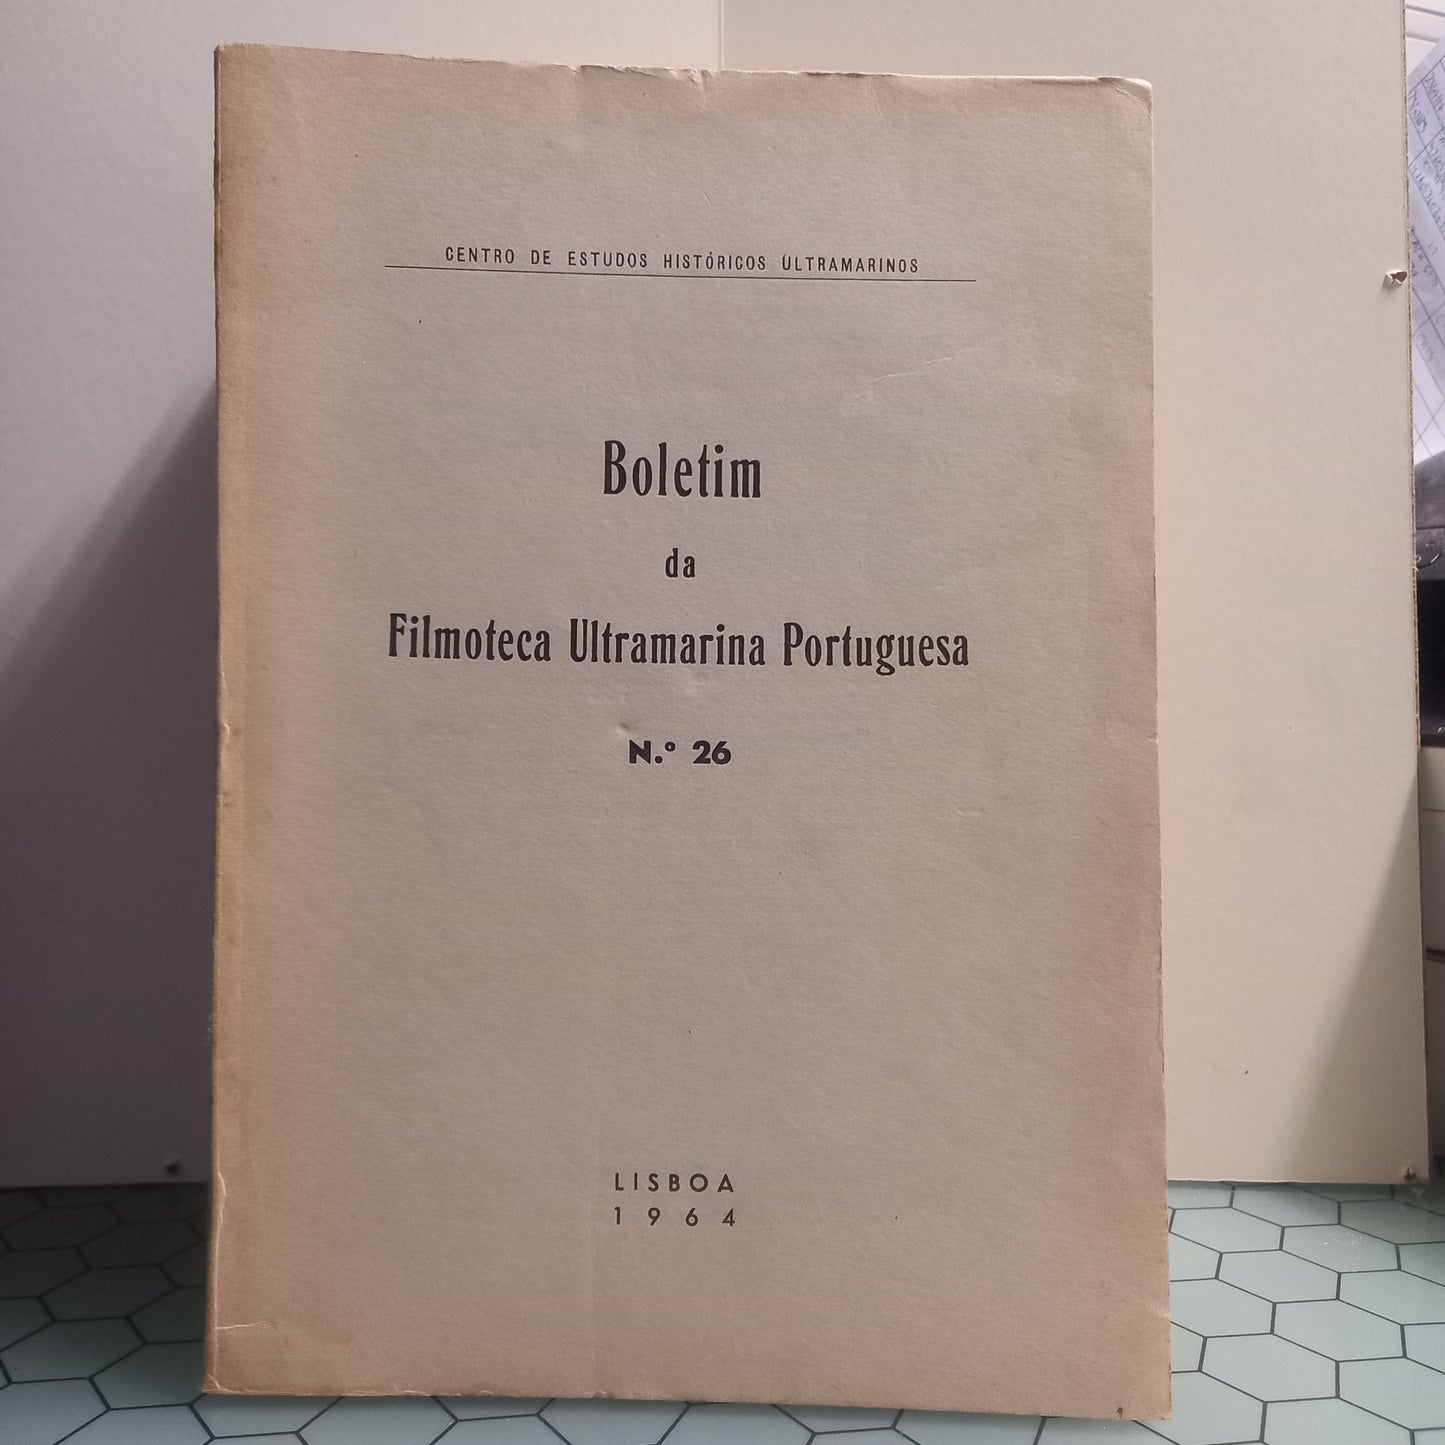 CENTRO DE ESTUDOS HISTÓRICOS ULTRAMARINOS
Boletim
da
Filmoteca Ultramarina Portuguesa
N.º 26
LISBOA
1964